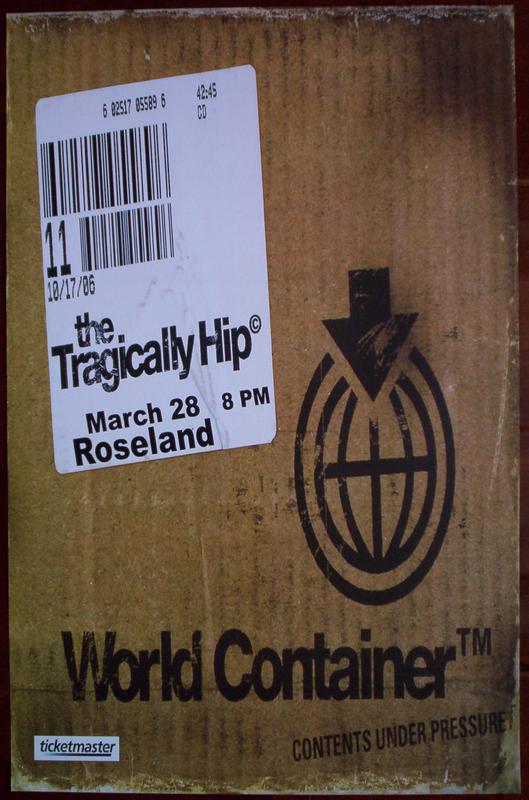 6 02517 05589 6
42:45
CD
11
10/17/06
the
Tragically Hip©
March 28 8 PM
Roseland
World Container™
CONTENTS UNDER PRESSURE
ticketmaster